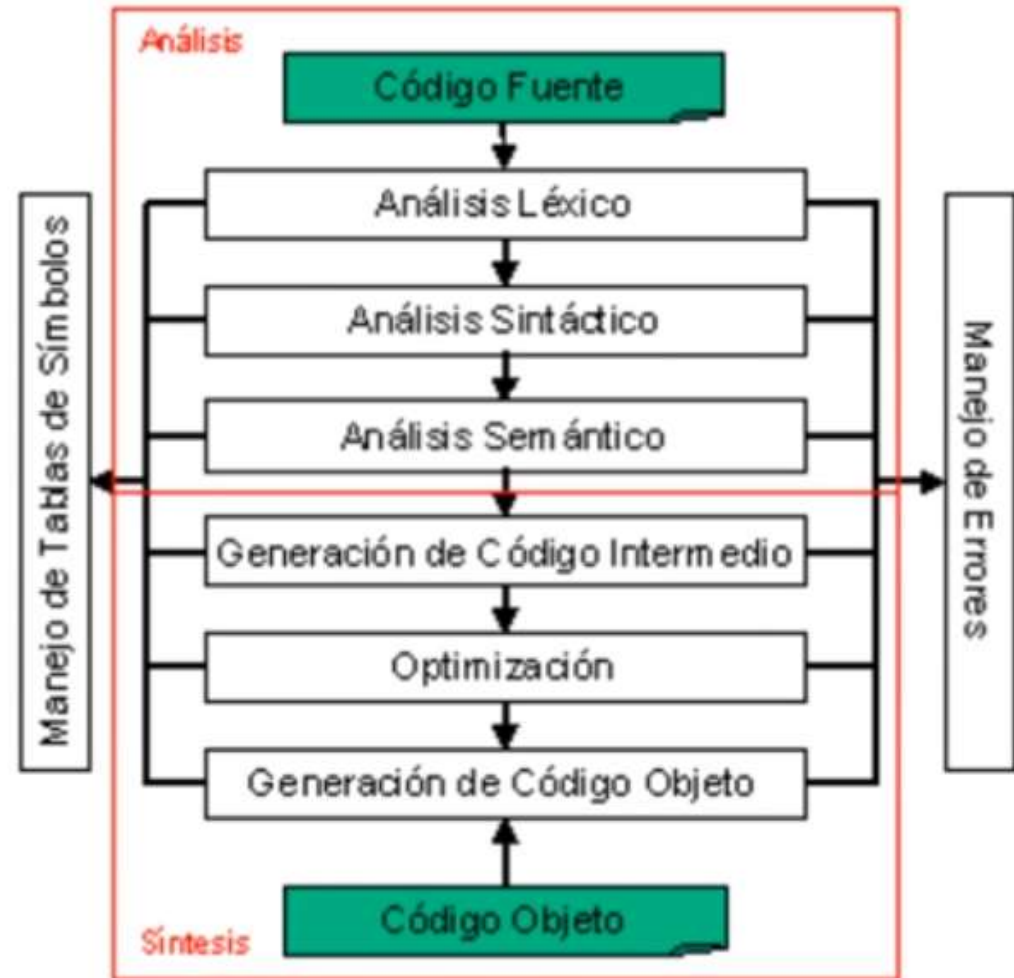 Análisis
Código Fuente
Análisis Léxico
Análisis Sintáctico
Análisis Semántico
Generación de Código Intermedio
Optimización
Generación de Código Objeto
Código Objeto
Síntesis
Manejo de Tablas de Símbolos
Manejo de Errores